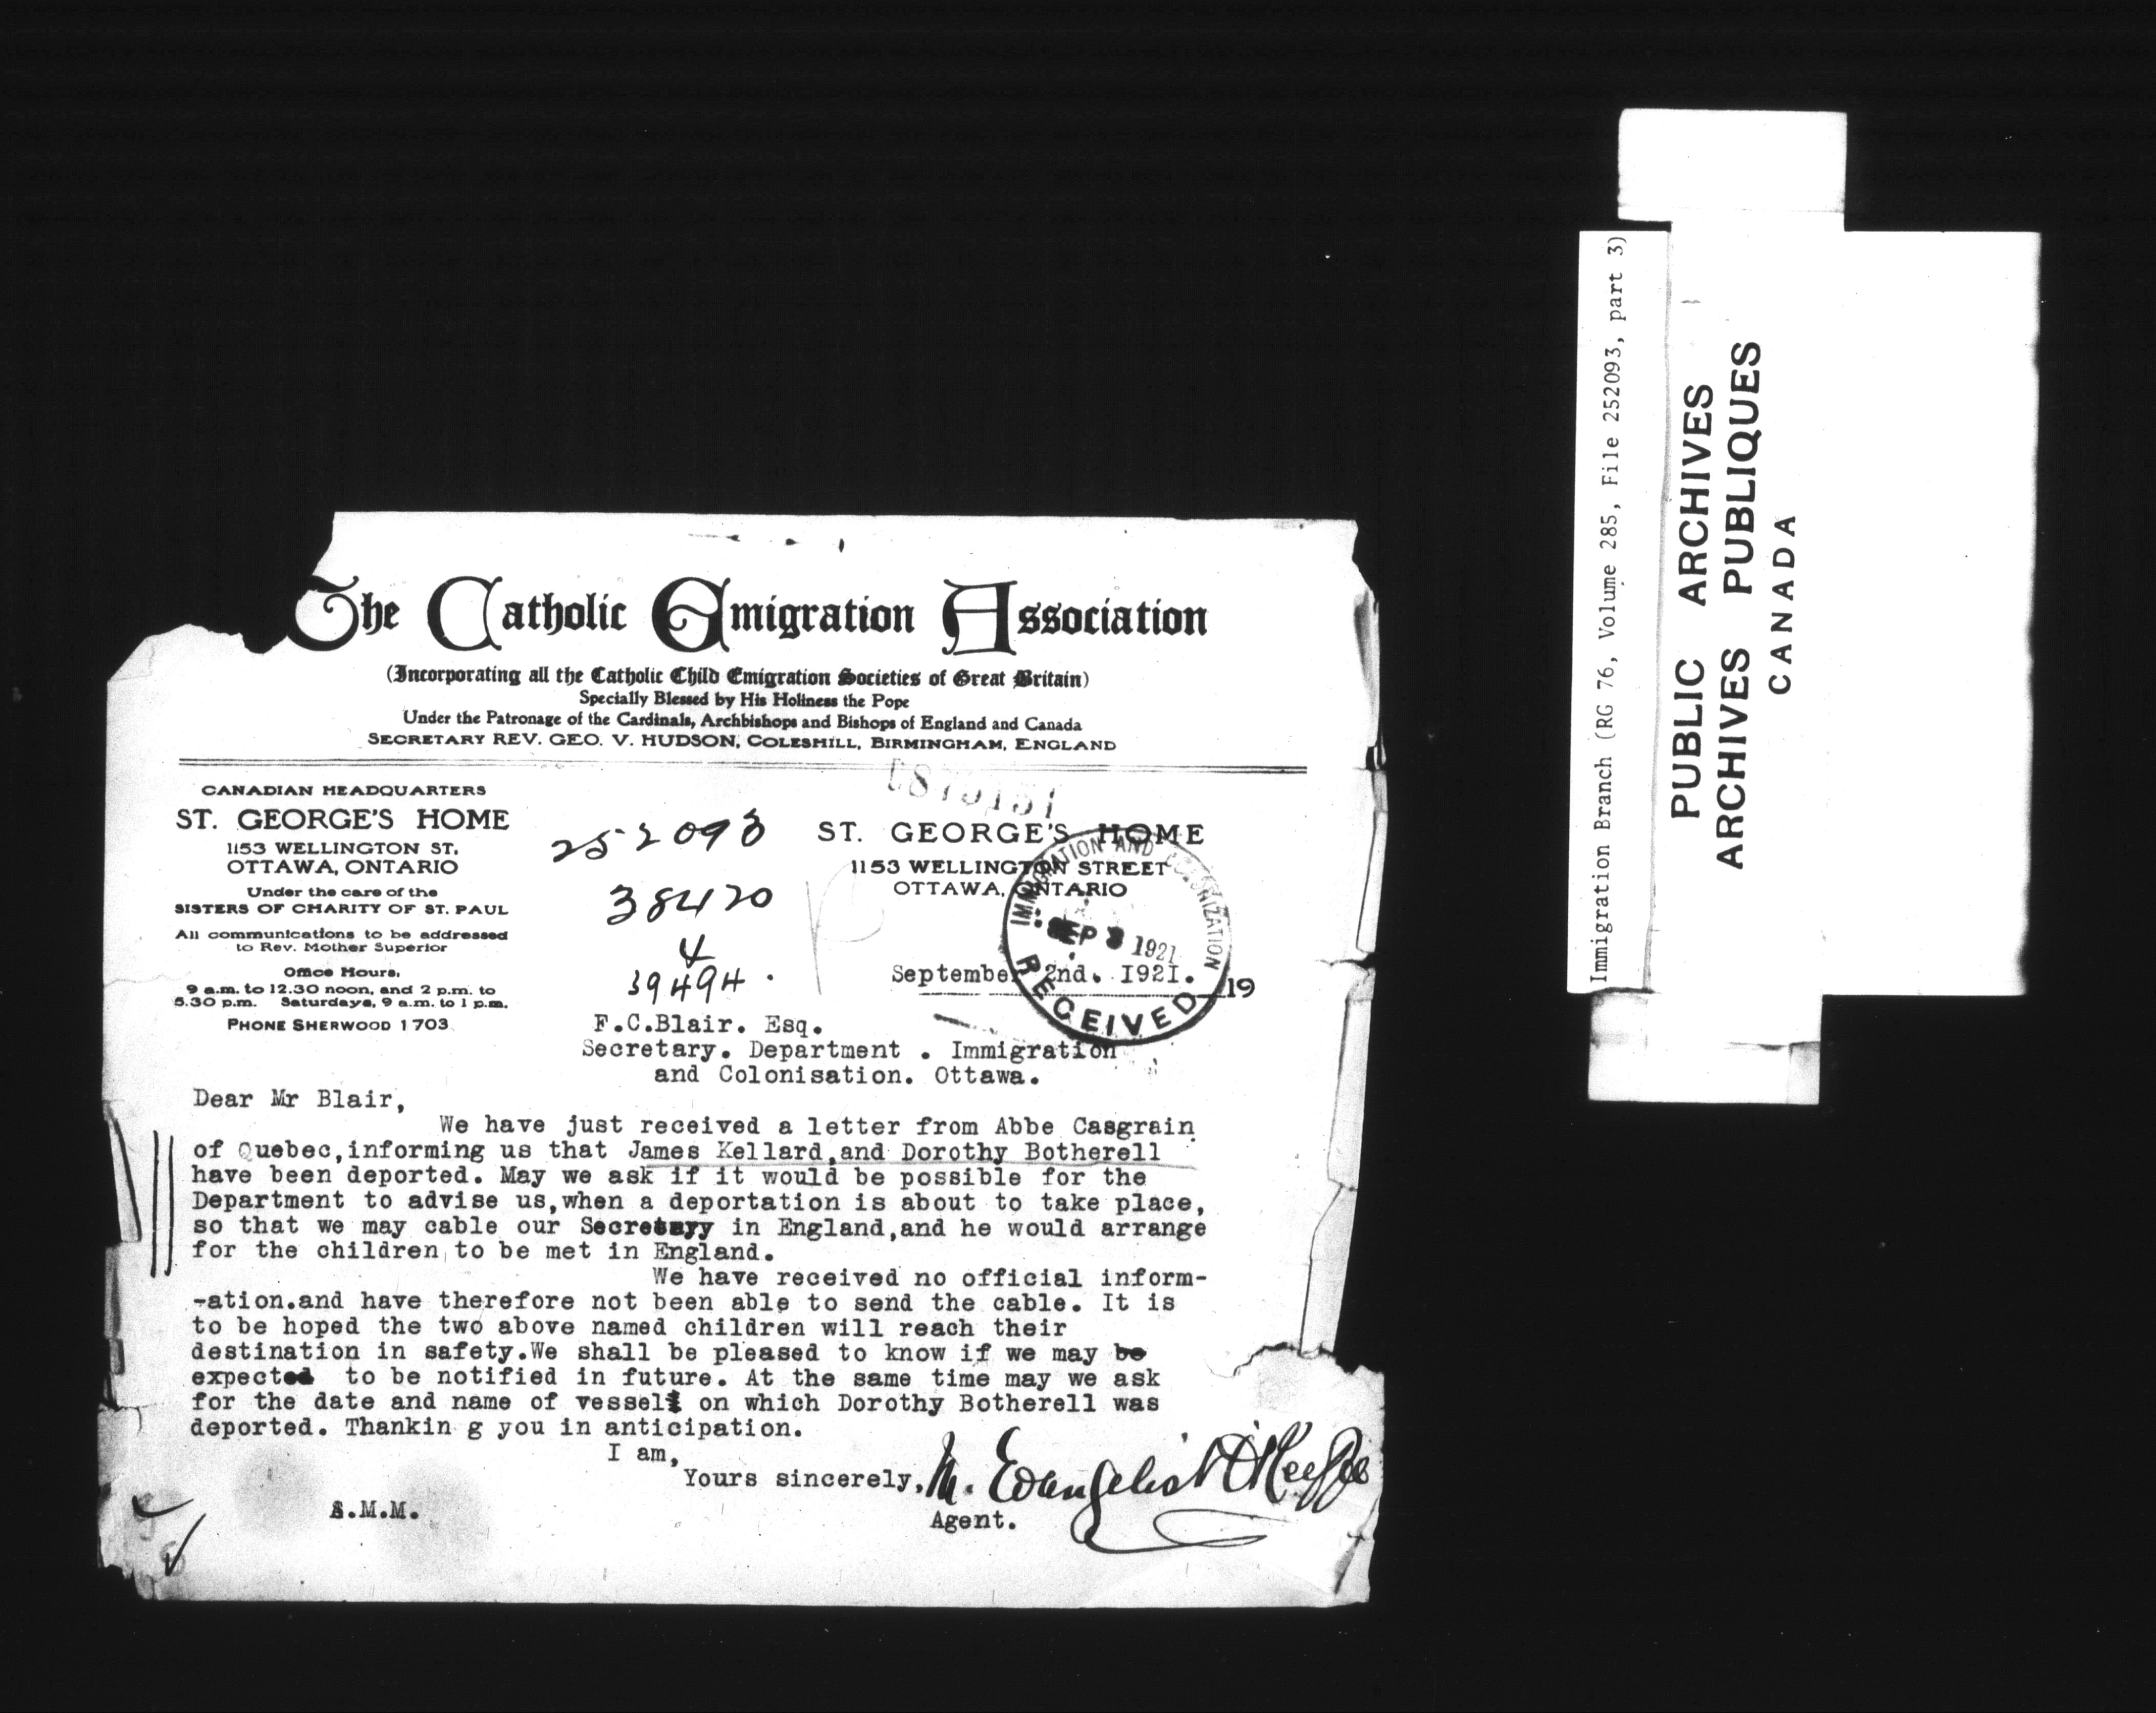 The Catholic Emigration Association
(Incorporating all the Catholic Child Emigration Societies of Great Britain)
Specially Blessed by His Holiness the Pope
Under the Patronage of the Cardinals, Archbishops and Bishops of England and Canada
SECRETARY REV. GEO. V. HUDSON, COLESHILL, BIRMINGHAM, ENGLAND
CANADIAN HEADQUARTERS
ST. GEORGE'S HOME
1153 WELLINGTON ST.
OTTAWA, ONTARIO
Under the care of the
SISTERS OF CHARITY OF ST. PAUL
All communications to be addressed
to Rev. Mother Superior
Office Hours.
9 a.m. to 12.30 noon, and 2 p.m. to
5.30 p.m. Saturdays, 9 a.m. to 1 p.m.
PHONE SHERWOOD 1703
252093
38420
&
39494.
ST. GEORGE'S HOME
1153 WELLINGTON STREET
OTTAWA, ONTARIO
IMMIGRATION AND COLONIZATION
SEP 3 1921
RECEIVED
September 2nd. 1921. 19
F.C.Blair. Esq.
Secretary. Department . Immigration
and Colonisation. Ottawa.
Dear Mr Blair,
We have just received a letter from Abbe Casgrain
of Quebec,informing us that James Kellard,and Dorothy Botherell
have been deported. May we ask if it would be possible for the
Department to advise us,when a deportation is about to take place,
so that we may cable our Secretary in England,and he would arrange
for the children to be met in England.
We have received no official inform-
-ation.and have therefore not been able to send the cable. It is
to be hoped the two above named children will reach their
destination in safety.We shall be pleased to know if we may be
expected to be notified in future. At the same time may we ask
for the date and name of vessel on which Dorothy Botherell was
deported. Thankin g you in anticipation.
I am,
Yours sincerely, M. Evangelist O'Keeffe
Agent.
S.M.M.
Immigration Branch (RG 76, Volume 285, File 252093, part 3)
PUBLIC ARCHIVES
ARCHIVES PUBLIQUES
CANADA